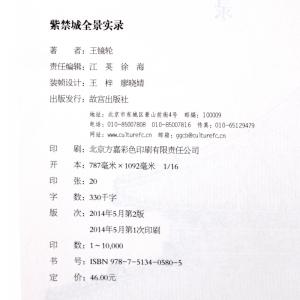 紫禁城全景实录
著 者：王镜轮
责任编辑：江 英 徐 海
装帧设计：王 梓 廖晓婧
出版发行：故宫出版社
地址：北京市东城区景山前街4号 邮编：100009
电话：010-85007808 010-85007816 传真：010-65129479
网址：www.culturefc.cn 邮箱：ggcb@culturefc.cn
印 刷：北京方嘉彩色印刷有限责任公司
开 本：787毫米×1092毫米 1/16
印 张：20
字 数：330千字
版 次：2014年5月第2版
2014年5月第1次印刷
印 数：1~10,000
书 号：ISBN 978-7-5134-0580-5
定 价：46.00元